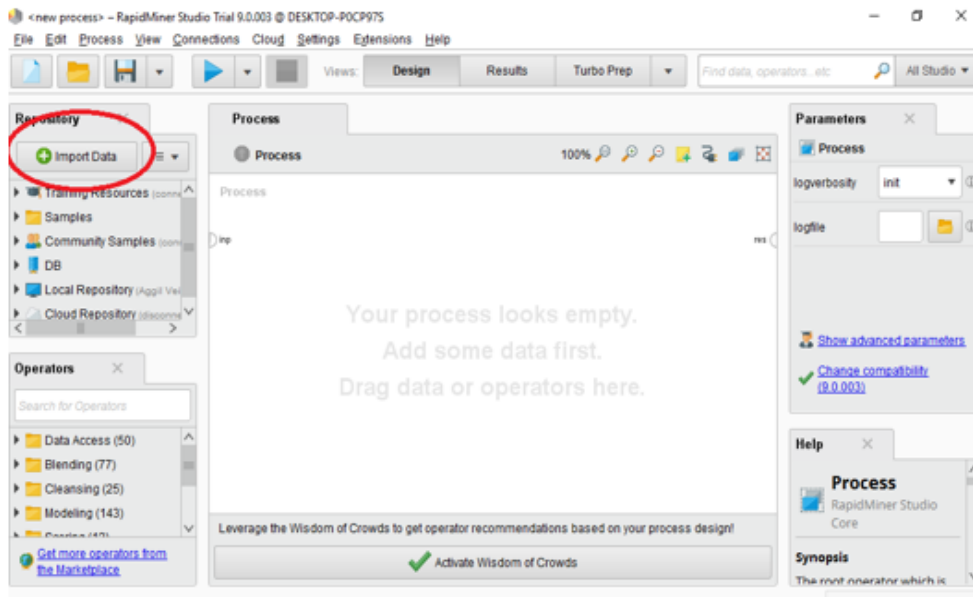 <new process> – RapidMiner Studio Trial 9.0.003 @ DESKTOP-P0CP97S
File Edit Process View Connections Cloud Settings Extensions Help
Views: Design Results Turbo Prep Find data, operators...etc All Studio
Repository
Import Data
Training Resources
Samples
Community Samples
DB
Local Repository
Cloud Repository
Operators
Search for Operators
Data Access (50)
Blending (77)
Cleansing (25)
Modeling (143)
Get more operators from
the Marketplace
Process
Process
100%
Process
inp
res
Your process looks empty.
Add some data first.
Drag data or operators here.
Leverage the Wisdom of Crowds to get operator recommendations based on your process design!
Activate Wisdom of Crowds
Parameters
Process
logverbosity init
logfile
Show advanced parameters
Change compatibility
(9.0.003)
Help
Process
RapidMiner Studio
Core
Synopsis
The root operator which is